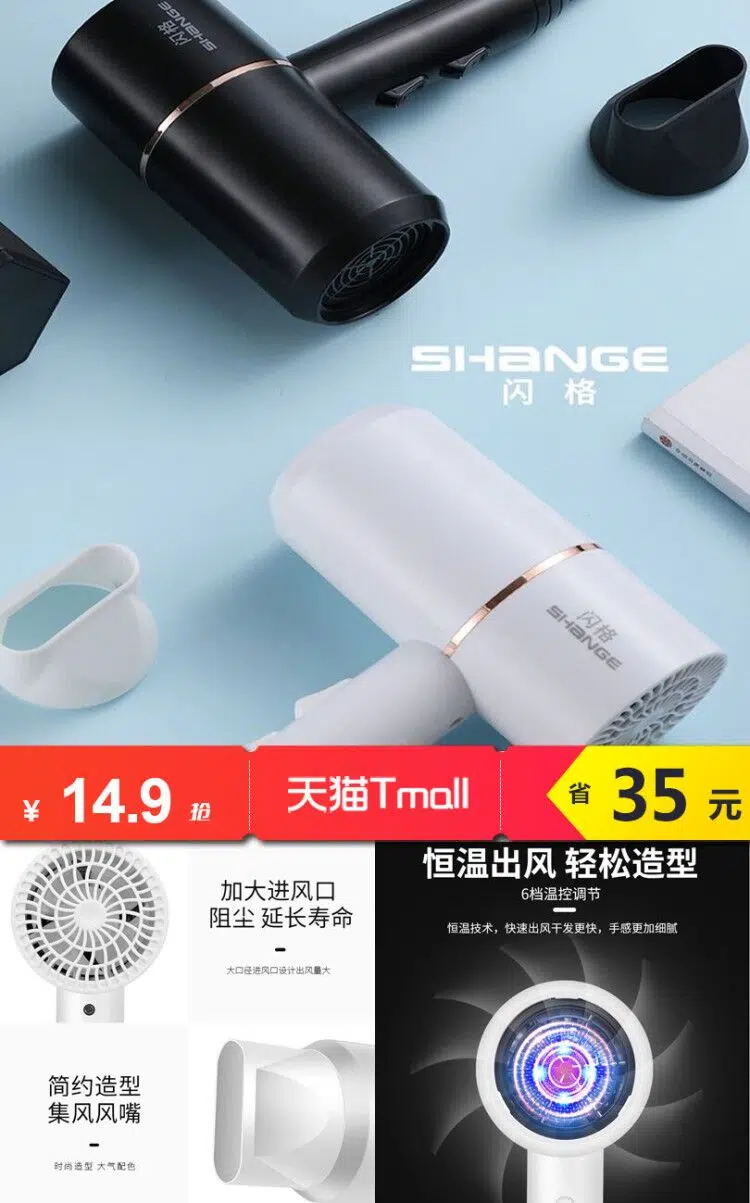 闪格
SHANGE
SHANGE
闪格
闪格
SHANGE
¥ 14.9 抢
天猫Tmall
省 35 元
加大进风口
阻尘 延长寿命
大口径进风口设计出风量大
恒温出风 轻松造型
6档温控调节
恒温技术，快速出风干发更快，手感更加细腻
简约造型
集风风嘴
时尚造型 大气配色